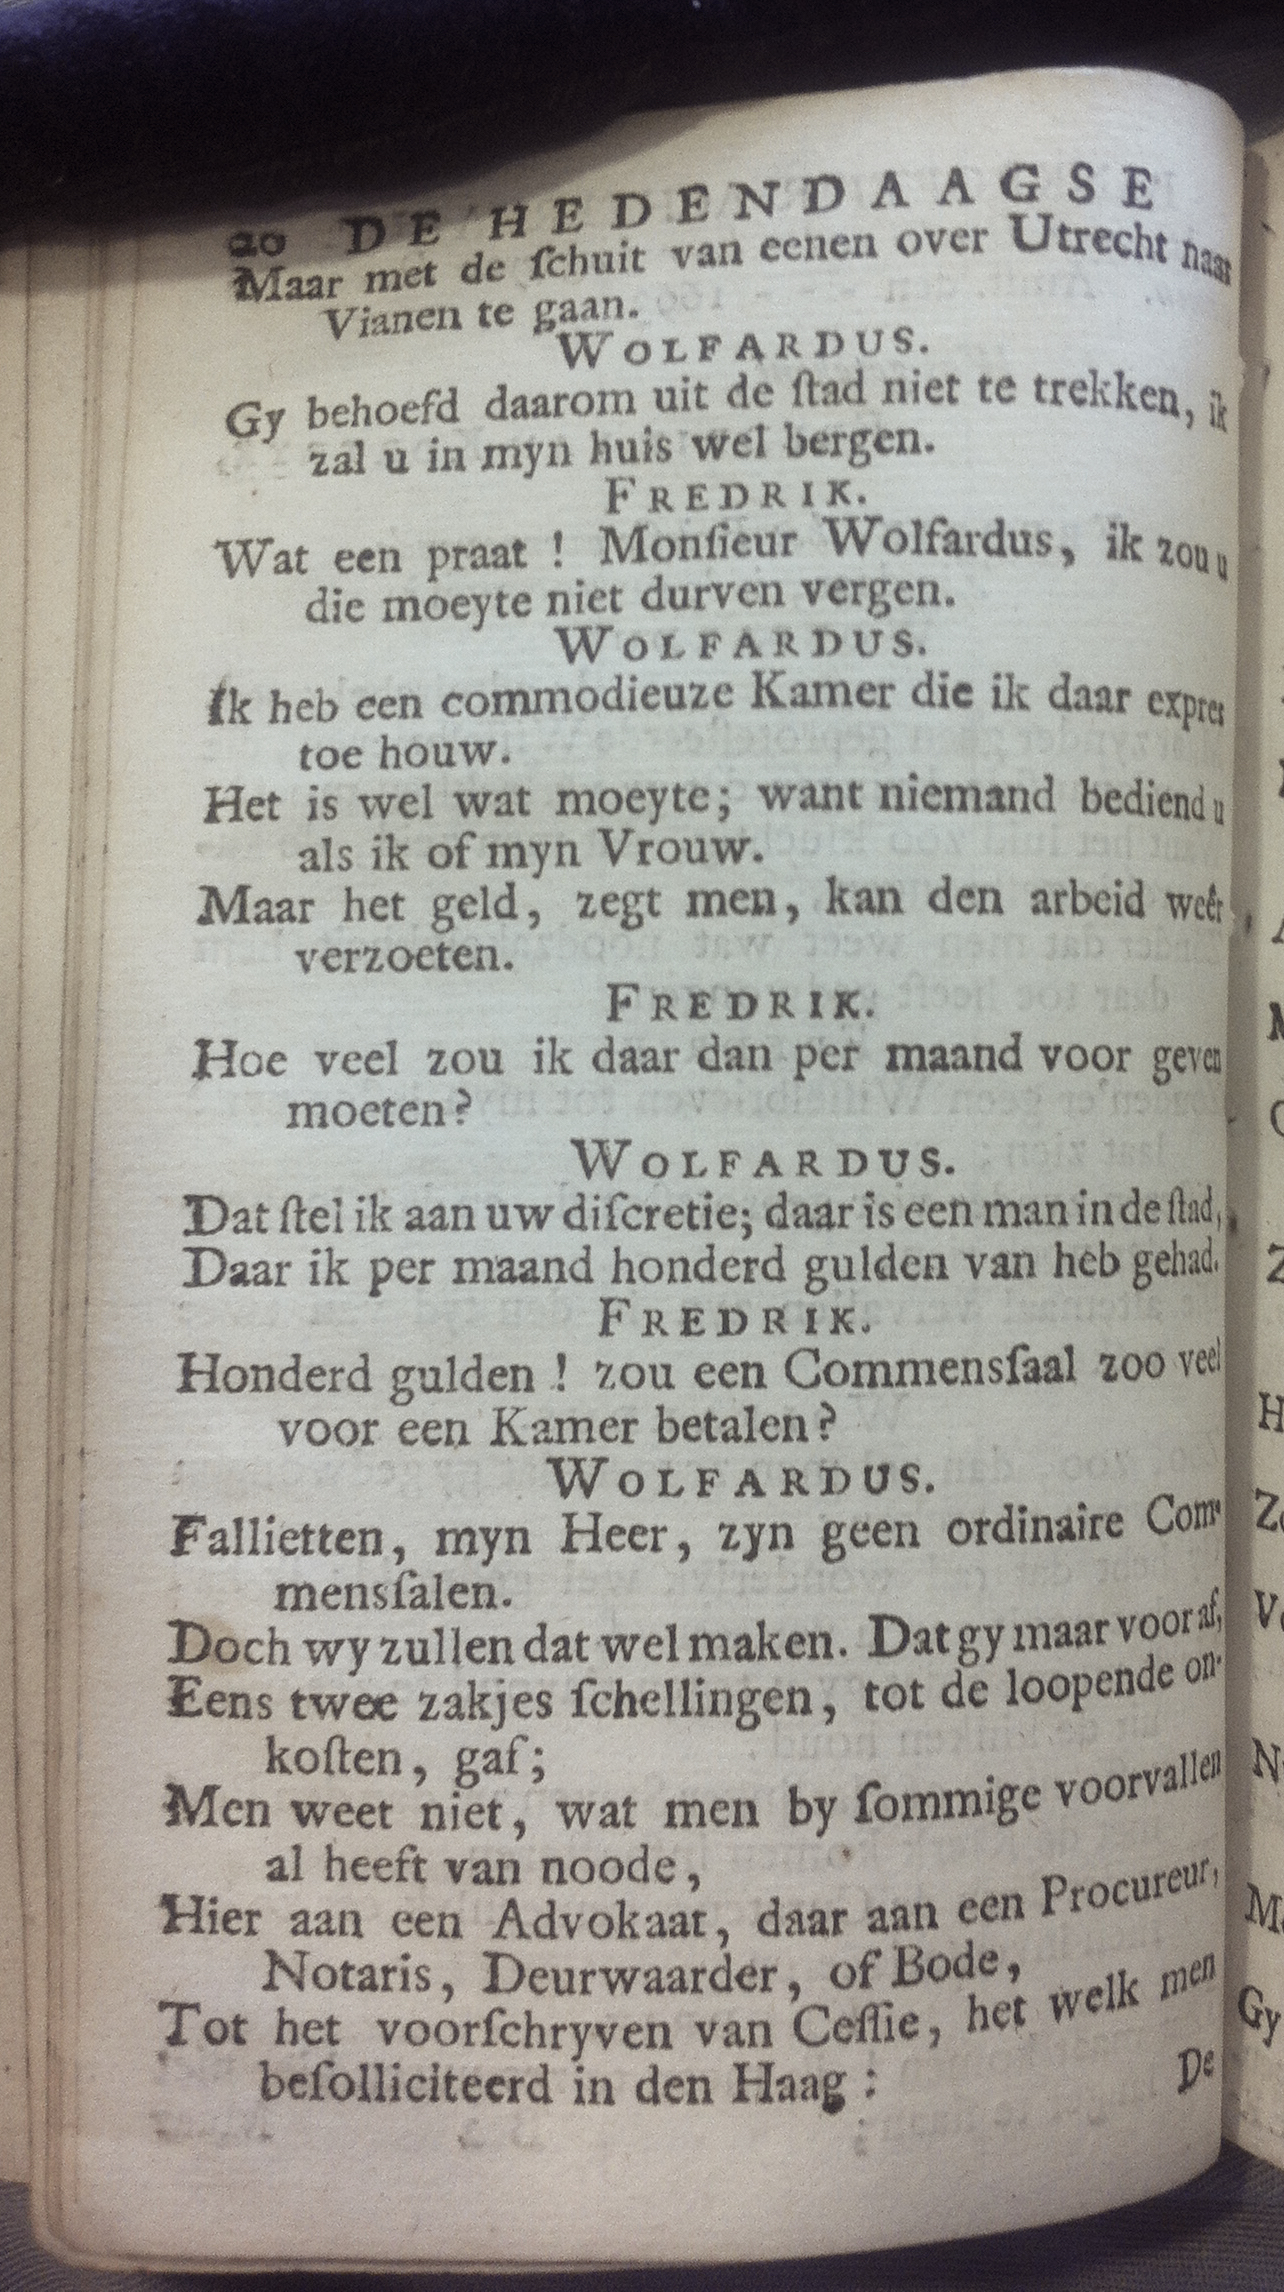 20 DE HEDENDAAGSE
Maar met de ſchuit van eenen over Utrecht naar
Vianen te gaan.
WOLFARDUS.
Gy behoefd daarom uit de ſtad niet te trekken, ik
zal u in myn huis wel bergen.
FREDRIK.
Wat een praat ! Monſieur Wolfardus, ik zou u
die moeyte niet durven vergen.
WOLFARDUS.
Ik heb een commodieuze Kamer die ik daar expres
toe houw.
Het is wel wat moeyte; want niemand bediend u
als ik of myn Vrouw.
Maar het geld, zegt men, kan den arbeid weêr
verzoeten.
FREDRIK.
Hoe veel zou ik daar dan per maand voor geven
moeten?
WOLFARDUS.
Dat ſtel ik aan uw diſcretie; daar is een man in de ſtad,
Daar ik per maand honderd gulden van heb gehad.
FREDRIK.
Honderd gulden ! zou een Commensſaal zoo veel
voor een Kamer betalen?
WOLFARDUS.
Fallietten, myn Heer, zyn geen ordinaire Com-
mensſalen.
Doch wy zullen dat wel maken. Dat gy maar voor af,
Eens twee zakjes ſchellingen, tot de loopende on-
koſten, gaf;
Men weet niet, wat men by ſommige voorvallen
al heeft van noode,
Hier aan een Advokaat, daar aan een Procureur,
Notaris, Deurwaarder, of Bode,
Tot het voorſchryven van Ceſſie, het welk men
beſolliciteerd in den Haag :
De